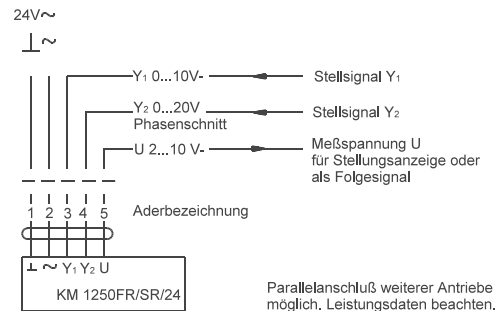 24V~
⊥ ~
Y₁ 0...10V-
Stellsignal Y₁
Y₂ 0...20V
Phasenschnitt
Stellsignal Y₂
U 2...10 V-
Meßspannung U
für Stellungsanzeige oder
als Folgesignal
1 2 3 4 5
Aderbezeichnung
⊥ ~ Y₁ Y₂ U
KM 1250FR/SR/24
Parallelanschluß weiterer Antriebe
möglich. Leistungsdaten beachten.